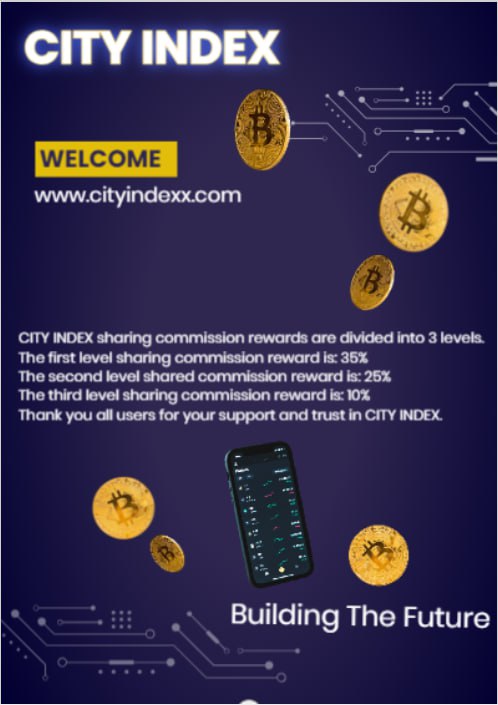 CITY INDEX
WELCOME
www.cityindexx.com
CITY INDEX sharing commission rewards are divided into 3 levels.
The first level sharing commission reward is: 35%
The second level shared commission reward is: 25%
The third level sharing commission reward is: 10%
Thank you all users for your support and trust in CITY INDEX.
Building The Future